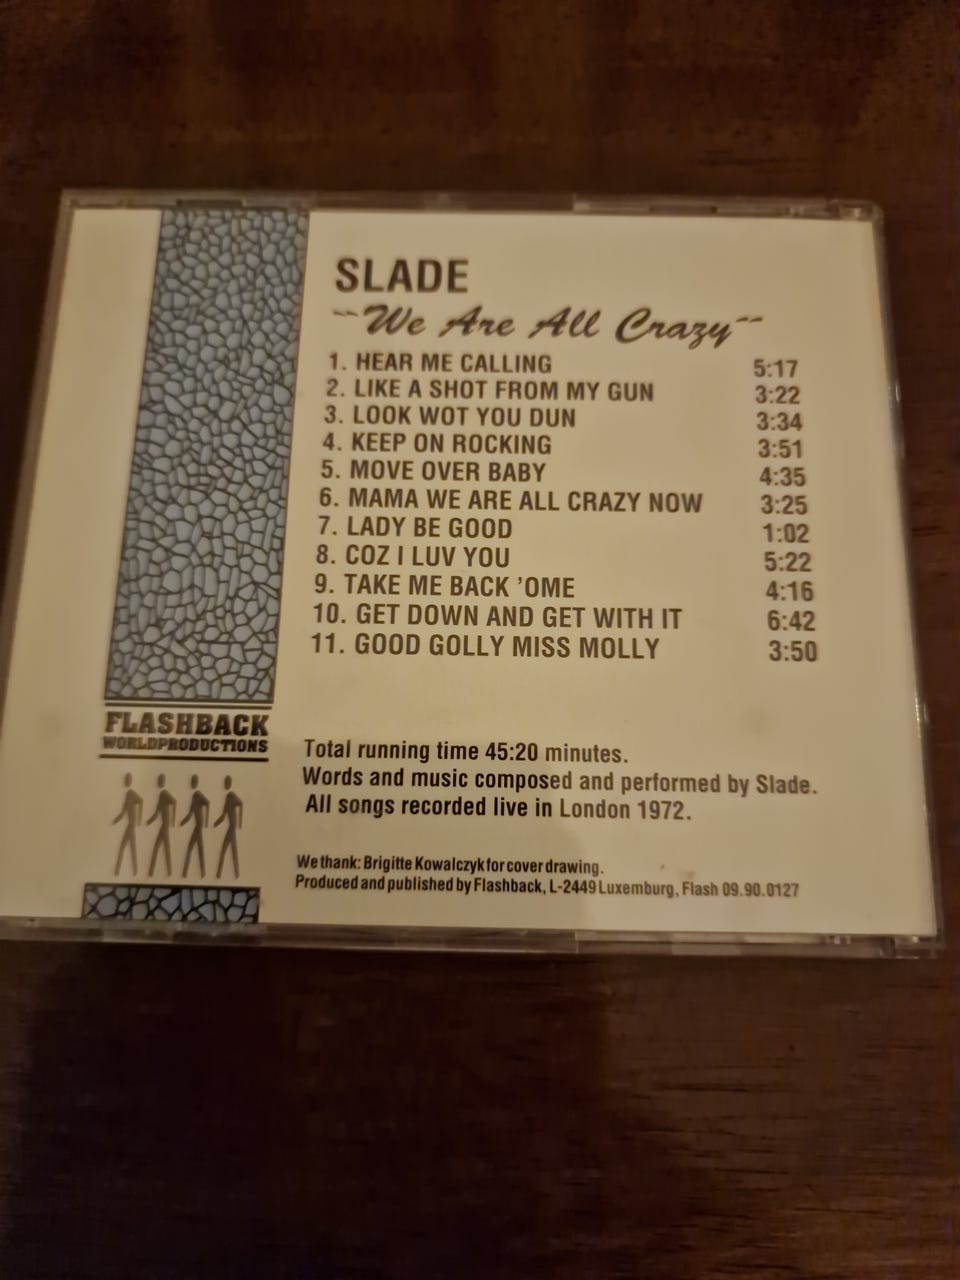 SLADE
"We Are All Crazy"
1. HEAR ME CALLING 5:17
2. LIKE A SHOT FROM MY GUN 3:22
3. LOOK WOT YOU DUN 3:34
4. KEEP ON ROCKING 3:51
5. MOVE OVER BABY 4:35
6. MAMA WE ARE ALL CRAZY NOW 3:25
7. LADY BE GOOD 1:02
8. COZ I LUV YOU 5:22
9. TAKE ME BACK 'OME 4:16
10. GET DOWN AND GET WITH IT 6:42
11. GOOD GOLLY MISS MOLLY 3:50
FLASHBACK
WORLDPRODUCTIONS
Total running time 45:20 minutes.
Words and music composed and performed by Slade.
All songs recorded live in London 1972.
We thank: Brigitte Kowalczyk for cover drawing.
Produced and published by Flashback, L-2449 Luxemburg, Flash 09.90.0127